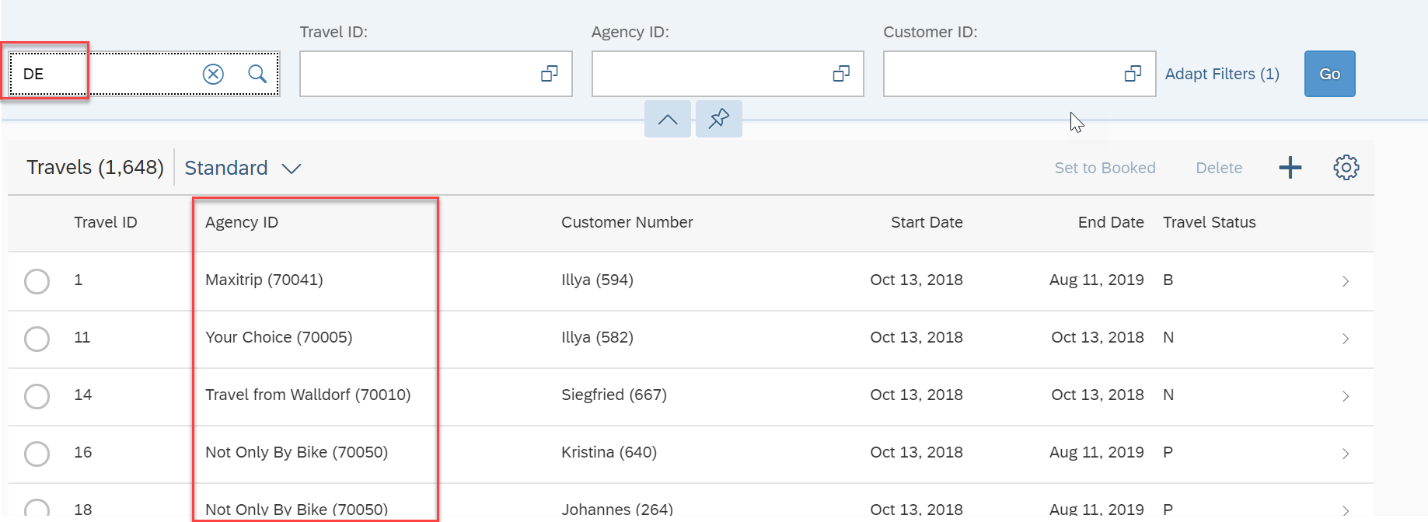 Travel ID: Agency ID: Customer ID:
DE Adapt Filters (1) Go
Travels (1,648) Standard Set to Booked Delete
Travel ID Agency ID Customer Number Start Date End Date Travel Status
1 Maxitrip (70041) Illya (594) Oct 13, 2018 Aug 11, 2019 B
11 Your Choice (70005) Illya (582) Oct 13, 2018 Oct 13, 2018 N
14 Travel from Walldorf (70010) Siegfried (667) Oct 13, 2018 Oct 13, 2018 N
16 Not Only By Bike (70050) Kristina (640) Oct 13, 2018 Aug 11, 2019 P
18 Not Only By Bike (70050) Johannes (264) Oct 13, 2018 Aug 11, 2019 P